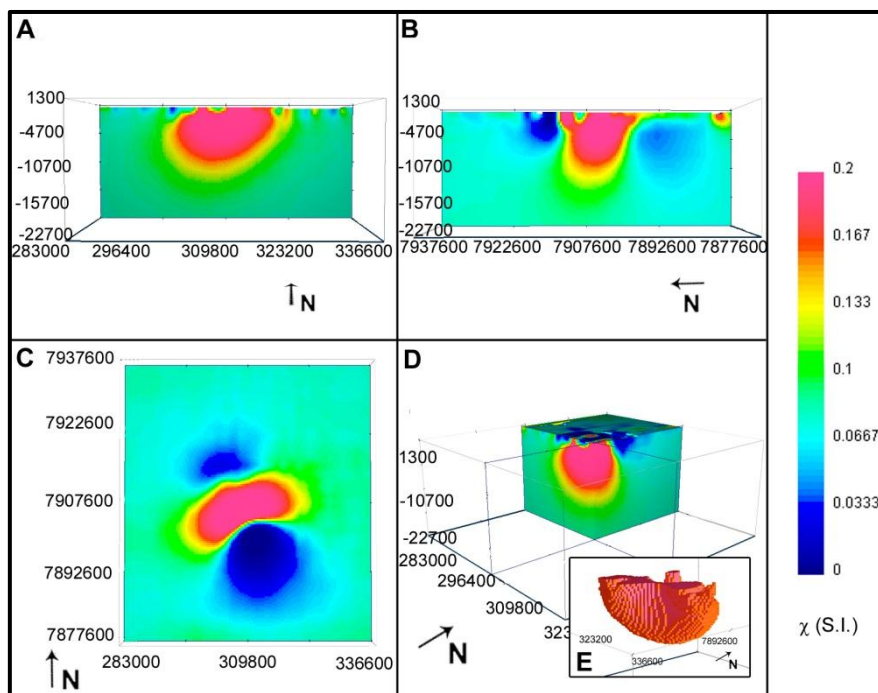 A
1300
-4700
-10700
-15700
-22700
283000 296400 309800 323200 336600
N
B
1300
-4700
-10700
-15700
-22700
7937600 7922600 7907600 7892600 7877600
N
C
7937600
7922600
7907600
7892600
7877600
283000 309800 336600
N
D
1300
-10700
-22700
283000
296400
309800
323
N
323200
336600
7892600
N
E
0.2
0.167
0.133
0.1
0.0667
0.0333
0
χ (S.I.)